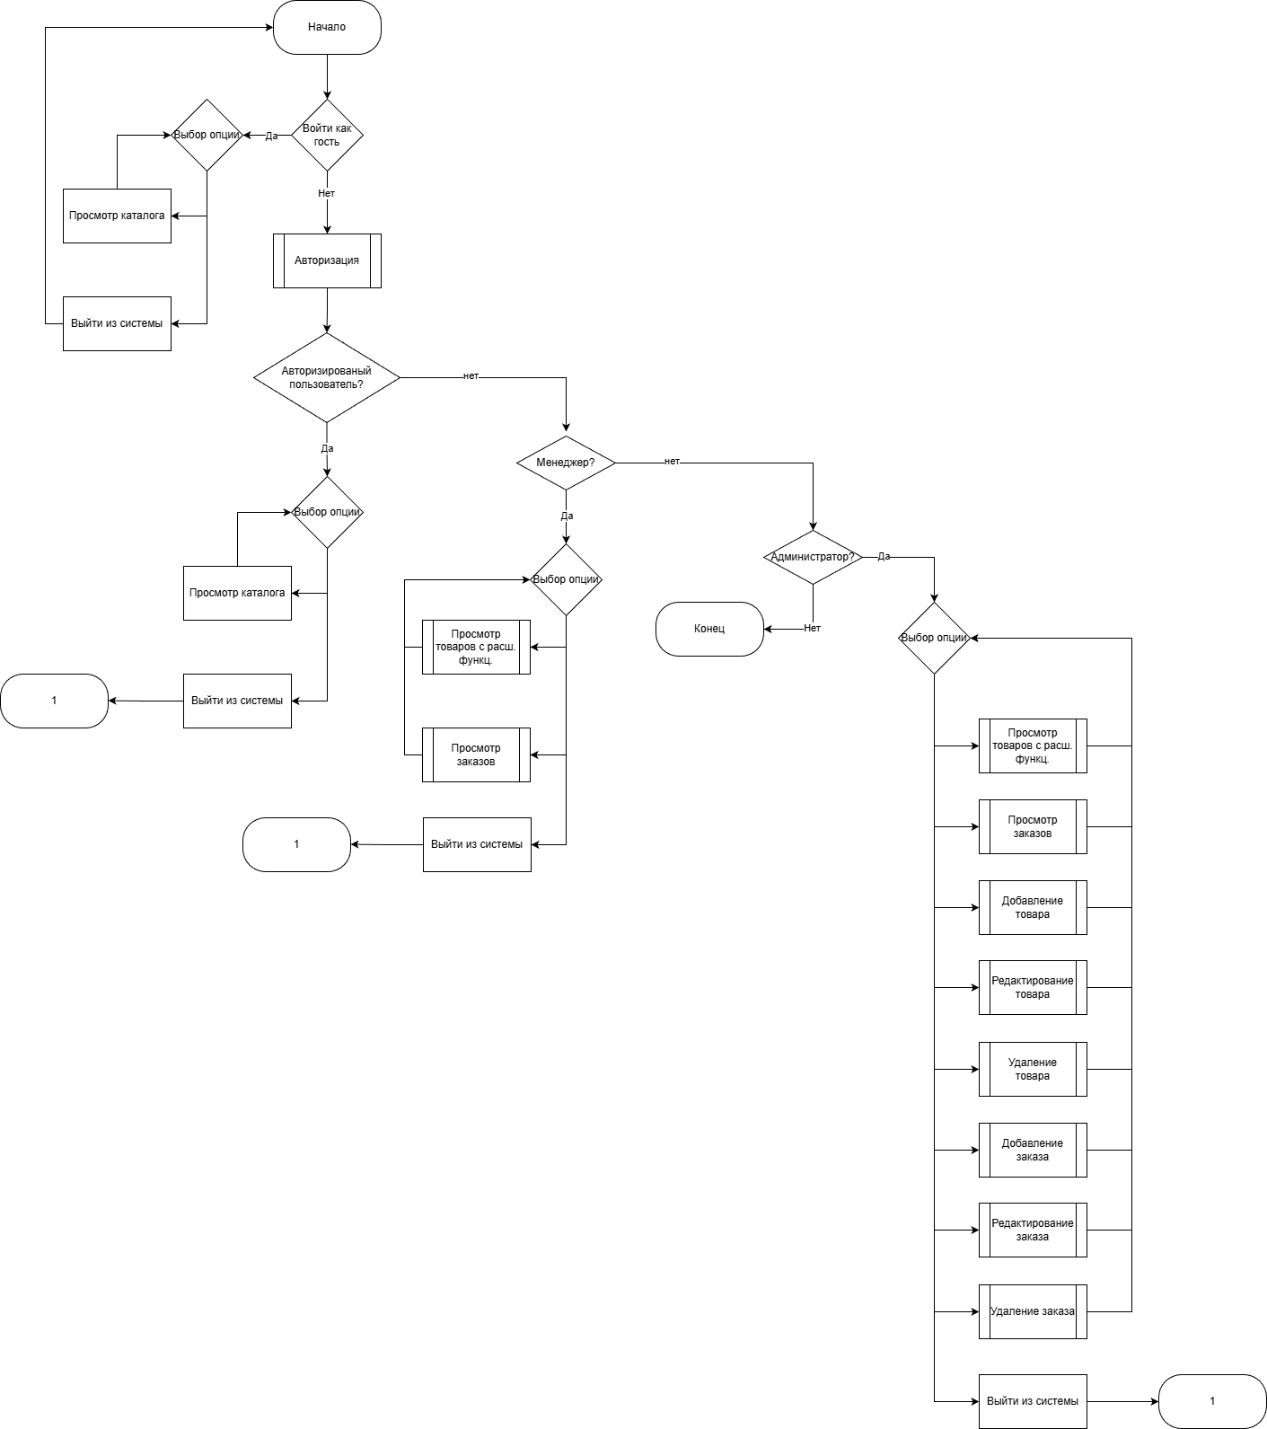 Начало
Войти как
гость
Да
Выбор опции
Нет
Просмотр каталога
Авторизация
Выйти из системы
Авторизированый
пользователь?
нет
Да
Менеджер?
нет
Выбор опции
Да
Администратор?
Да
Выбор опции
Просмотр каталога
Конец
Нет
Выбор опции
Просмотр
товаров с расш.
функц.
1
Выйти из системы
Просмотр
заказов
Просмотр
товаров с расш.
функц.
Просмотр
заказов
1
Выйти из системы
Добавление
товара
Редактирование
товара
Удаление
товара
Добавление
заказа
Редактирование
заказа
Удаление заказа
Выйти из системы
1